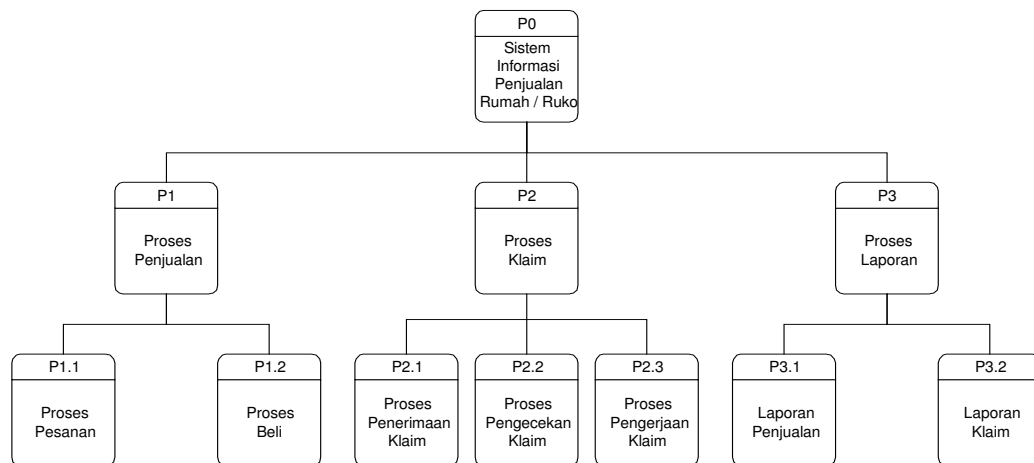 P0
Sistem
Informasi
Penjualan
Rumah / Ruko
P1
Proses
Penjualan
P2
Proses
Klaim
P3
Proses
Laporan
P1.1
Proses
Pesanan
P1.2
Proses
Beli
P2.1
Proses
Penerimaan
Klaim
P2.2
Proses
Pengecekan
Klaim
P2.3
Proses
Pengerjaan
Klaim
P3.1
Laporan
Penjualan
P3.2
Laporan
Klaim